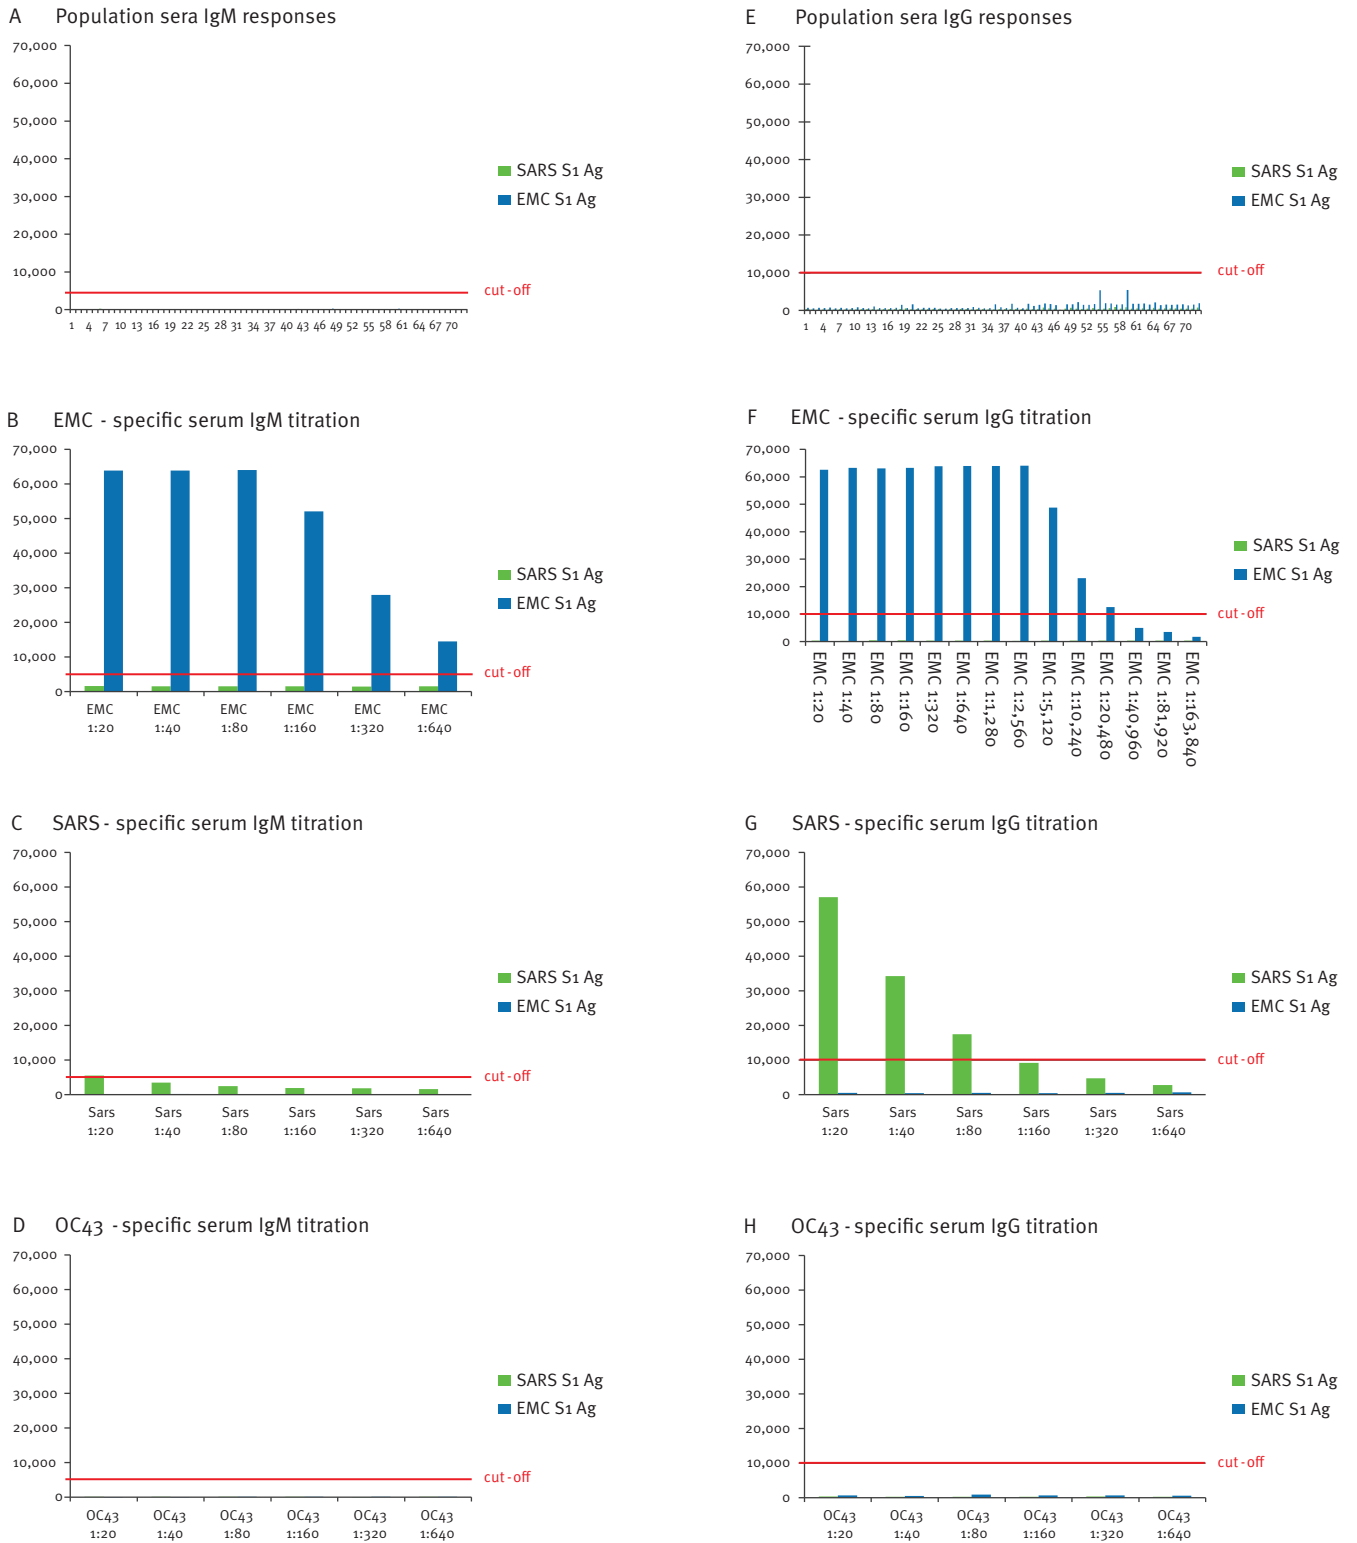 A Population sera IgM responses
70,000
60,000
50,000
40,000
30,000
20,000
10,000
0
cut-off
1 4 7 10 13 16 19 22 25 28 31 34 37 40 43 46 49 52 55 58 61 64 67 70
SARS S1 Ag
EMC S1 Ag
E Population sera IgG responses
70,000
60,000
50,000
40,000
30,000
20,000
10,000
0
cut-off
1 4 7 10 13 16 19 22 25 28 31 34 37 40 43 46 49 52 55 58 61 64 67 70
SARS S1 Ag
EMC S1 Ag
B EMC - specific serum IgM titration
70,000
60,000
50,000
40,000
30,000
20,000
10,000
0
cut-off
EMC EMC EMC EMC EMC EMC
1:20 1:40 1:80 1:160 1:320 1:640
SARS S1 Ag
EMC S1 Ag
F EMC - specific serum IgG titration
70,000
60,000
50,000
40,000
30,000
20,000
10,000
0
cut-off
EMC 1:20
EMC 1:40
EMC 1:80
EMC 1:160
EMC 1:320
EMC 1:640
EMC 1:1,280
EMC 1:2,560
EMC 1:5,120
EMC 1:10,240
EMC 1:20,480
EMC 1:40,960
EMC 1:81,920
EMC 1:163,840
SARS S1 Ag
EMC S1 Ag
C SARS - specific serum IgM titration
70,000
60,000
50,000
40,000
30,000
20,000
10,000
0
cut-off
Sars Sars Sars Sars Sars Sars
1:20 1:40 1:80 1:160 1:320 1:640
SARS S1 Ag
EMC S1 Ag
G SARS - specific serum IgG titration
70,000
60,000
50,000
40,000
30,000
20,000
10,000
0
cut-off
Sars Sars Sars Sars Sars Sars
1:20 1:40 1:80 1:160 1:320 1:640
SARS S1 Ag
EMC S1 Ag
D OC43 - specific serum IgM titration
70,000
60,000
50,000
40,000
30,000
20,000
10,000
0
cut-off
OC43 OC43 OC43 OC43 OC43 OC43
1:20 1:40 1:80 1:160 1:320 1:640
SARS S1 Ag
EMC S1 Ag
H OC43 - specific serum IgG titration
70,000
60,000
50,000
40,000
30,000
20,000
10,000
0
cut-off
OC43 OC43 OC43 OC43 OC43 OC43
1:20 1:40 1:80 1:160 1:320 1:640
SARS S1 Ag
EMC S1 Ag